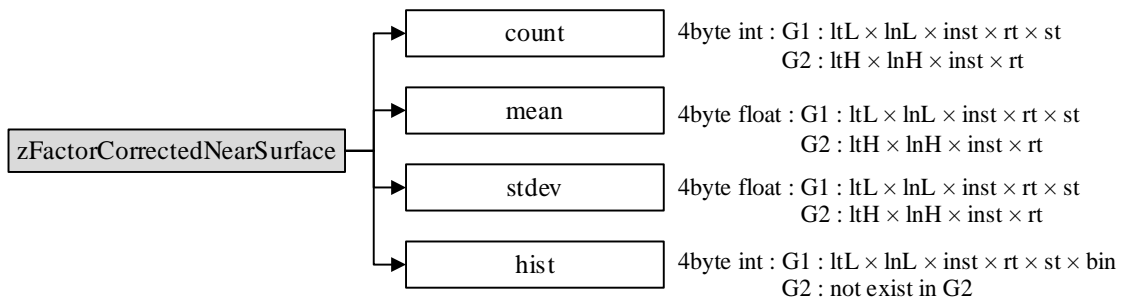 count
4byte int : G1 : ltL × lnL × inst × rt × st
G2 : ltH × lnH × inst × rt
mean
4byte float : G1 : ltL × lnL × inst × rt × st
G2 : ltH × lnH × inst × rt
zFactorCorrectedNearSurface
stdev
4byte float : G1 : ltL × lnL × inst × rt × st
G2 : ltH × lnH × inst × rt
hist
4byte int : G1 : ltL × lnL × inst × rt × st × bin
G2 : not exist in G2